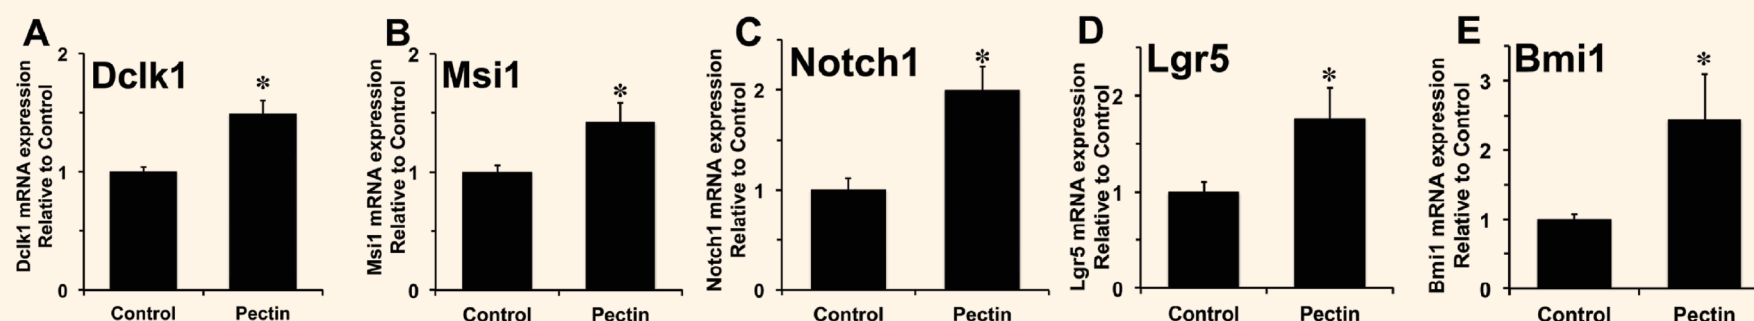 A
Dclk1
Dclk1 mRNA expression
Relative to Control
2
1
0
*
Control Pectin
B
Msi1
Msi1 mRNA expression
Relative to Control
2
1
0
*
Control Pectin
C
Notch1
Notch1 mRNA expression
Relative to Control
2
1
0
*
Control Pectin
D
Lgr5
Lgr5 mRNA expression
Relative to Control
2
1
0
*
Control Pectin
E
Bmi1
Bmi1 mRNA expression
Relative to Control
3
2
1
0
*
Control Pectin